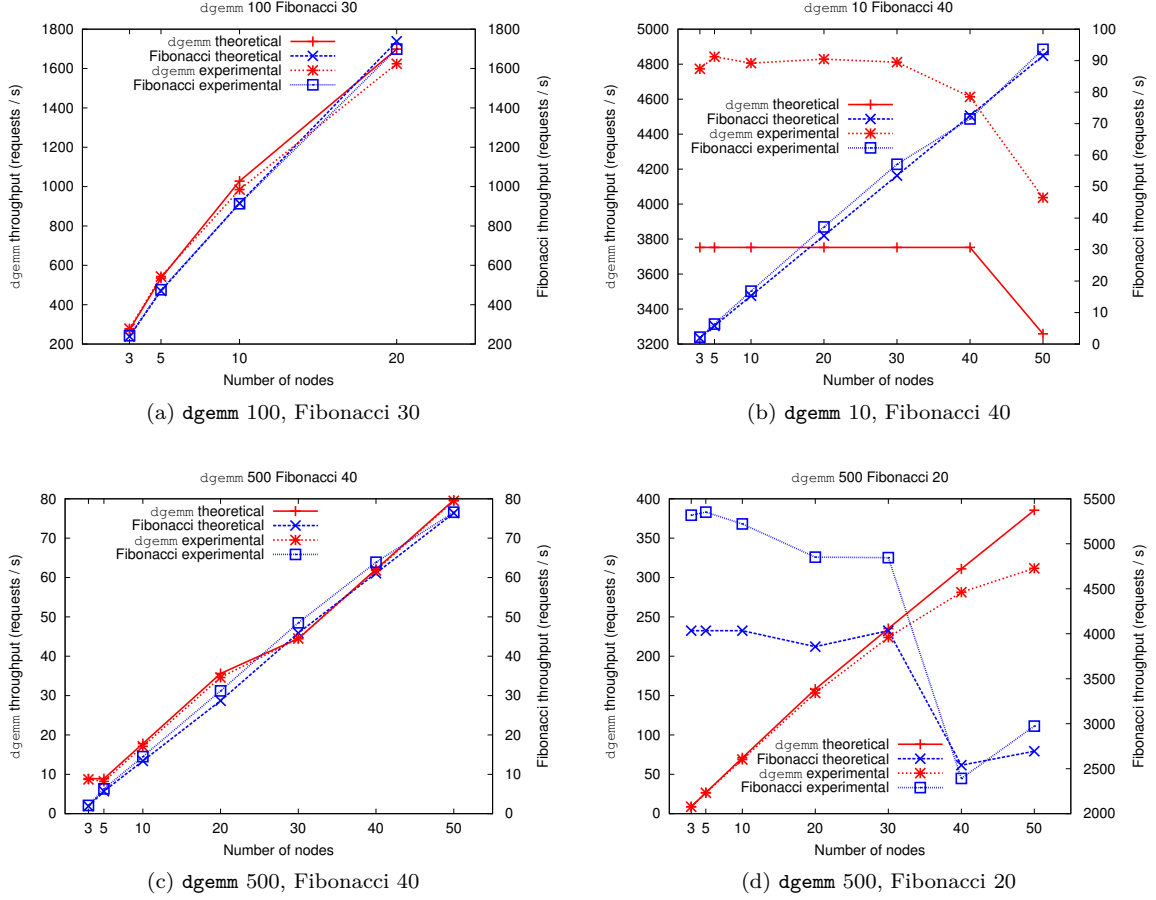 dgemm 100 Fibonacci 30
dgemm theoretical
Fibonacci theoretical
dgemm experimental
Fibonacci experimental
1800
1600
1400
1200
1000
800
600
400
200
1800
1600
1400
1200
1000
800
600
400
200
3 5 10 20
dgemm throughput (requests / s)
Fibonacci throughput (requests / s)
Number of nodes
(a) dgemm 100, Fibonacci 30
dgemm 10 Fibonacci 40
dgemm theoretical
Fibonacci theoretical
dgemm experimental
Fibonacci experimental
5000
4800
4600
4400
4200
4000
3800
3600
3400
3200
100
90
80
70
60
50
40
30
20
10
0
3 5 10 20 30 40 50
dgemm throughput (requests / s)
Fibonacci throughput (requests / s)
Number of nodes
(b) dgemm 10, Fibonacci 40
dgemm 500 Fibonacci 40
dgemm theoretical
Fibonacci theoretical
dgemm experimental
Fibonacci experimental
80
70
60
50
40
30
20
10
0
80
70
60
50
40
30
20
10
0
3 5 10 20 30 40 50
dgemm throughput (requests / s)
Fibonacci throughput (requests / s)
Number of nodes
(c) dgemm 500, Fibonacci 40
dgemm 500 Fibonacci 20
dgemm theoretical
Fibonacci theoretical
dgemm experimental
Fibonacci experimental
400
350
300
250
200
150
100
50
0
5500
5000
4500
4000
3500
3000
2500
2000
3 5 10 20 30 40 50
dgemm throughput (requests / s)
Fibonacci throughput (requests / s)
Number of nodes
(d) dgemm 500, Fibonacci 20